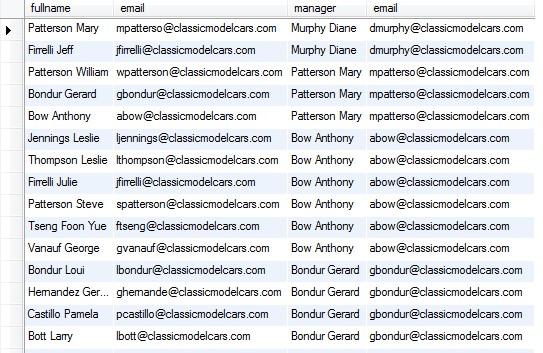 fullname email manager email
Patterson Mary mpatterso@classicmodelcars.com Murphy Diane dmurphy@classicmodelcars.com
Firrelli Jeff jfirrelli@classicmodelcars.com Murphy Diane dmurphy@classicmodelcars.com
Patterson William wpatterson@classicmodelcars.com Patterson Mary mpatterso@classicmodelcars.com
Bondur Gerard gbondur@classicmodelcars.com Patterson Mary mpatterso@classicmodelcars.com
Bow Anthony abow@classicmodelcars.com Patterson Mary mpatterso@classicmodelcars.com
Jennings Leslie ljennings@classicmodelcars.com Bow Anthony abow@classicmodelcars.com
Thompson Leslie lthompson@classicmodelcars.com Bow Anthony abow@classicmodelcars.com
Firrelli Julie jfirrelli@classicmodelcars.com Bow Anthony abow@classicmodelcars.com
Patterson Steve spatterson@classicmodelcars.com Bow Anthony abow@classicmodelcars.com
Tseng Foon Yue ftseng@classicmodelcars.com Bow Anthony abow@classicmodelcars.com
Vanauf George gvanauf@classicmodelcars.com Bow Anthony abow@classicmodelcars.com
Bondur Loui lbondur@classicmodelcars.com Bondur Gerard gbondur@classicmodelcars.com
Hernandez Ger... ghernande@classicmodelcars.com Bondur Gerard gbondur@classicmodelcars.com
Castillo Pamela pcastillo@classicmodelcars.com Bondur Gerard gbondur@classicmodelcars.com
Bott Larry lbott@classicmodelcars.com Bondur Gerard gbondur@classicmodelcars.com